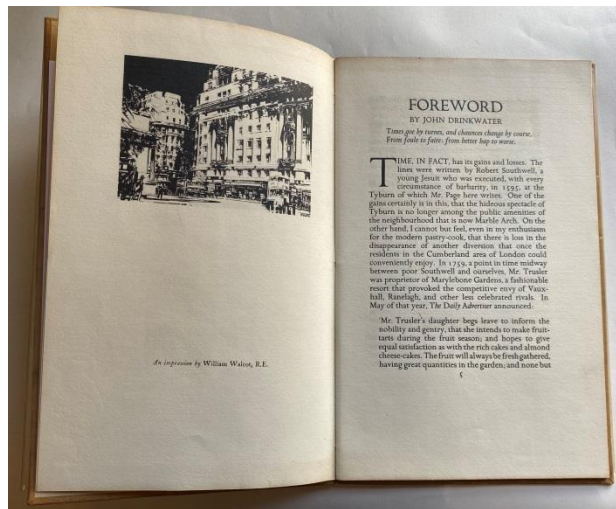 An impression by William Walcot, R.E.
FOREWORD
BY JOHN DRINKWATER
Times goe by turnes, and chaunces change by course,
From foule to faire: from better hap to worse.
TIME, IN FACT, has its gains and losses. The
lines were written by Robert Southwell, a
young Jesuit who was executed, with every
circumstance of barbarity, in 1595, at the
Tyburn of which Mr. Page here writes. One of the
gains certainly is in this, that the hideous spectacle of
Tyburn is no longer among the public amenities of
the neighbourhood that is now Marble Arch. On the
other hand, I cannot but feel, even in my enthusiasm
for the modern pastry-cook, that there is loss in the
disappearance of another diversion that once the
residents in the Cumberland area of London could
conveniently enjoy. In 1759, a point in time midway
between poor Southwell and ourselves, Mr. Trusler
was proprietor of Marylebone Gardens, a fashionable
resort that provoked the competitive envy of Vaux-
hall, Ranelagh, and other less celebrated rivals. In
May of that year, The Daily Advertiser announced:
'Mr. Trusler's daughter begs leave to inform the
nobility and gentry, that she intends to make fruit-
tarts during the fruit season; and hopes to give
equal satisfaction as with the rich cakes and almond
cheese-cakes. The fruit will always be fresh gathered,
having great quantities in the garden; and none but
5